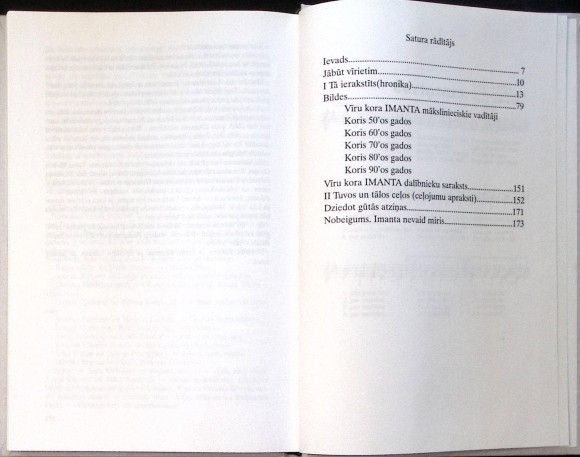 Satura rādītājs
Ievads.......................................................... 7
Jābūt vīrietim..................................................10
I Tā ierakstīts(hronika)...................................13
Bildes............................................................79
Vīru kora IMANTA mākslinieciskie vadītāji
Koris 50'os gados
Koris 60'os gados
Koris 70'os gados
Koris 80'os gados
Koris 90'os gados
Vīru kora IMANTA dalībnieku saraksts..............151
II Tuvos un tālos ceļos (ceļojumu apraksti)...........152
Dziedot gūtās atziņas...................................171
Nobeigums. Imanta nevaid miris.......................173